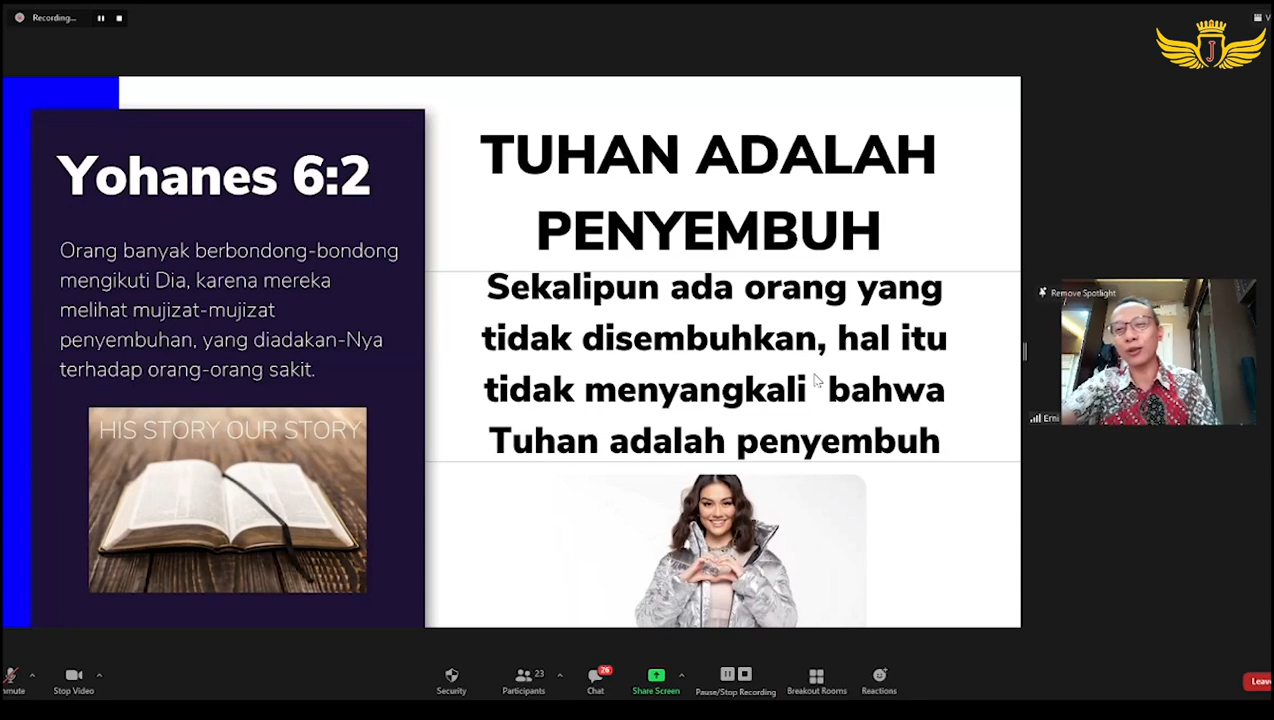 Recording...
V
J
Yohanes 6:2
Orang banyak berbondong-bondong
mengikuti Dia, karena mereka
melihat mujizat-mujizat
penyembuhan, yang diadakan-Nya
terhadap orang-orang sakit.
HIS STORY OUR STORY
TUHAN ADALAH
PENYEMBUH
Sekalipun ada orang yang
tidak disembuhkan, hal itu
tidak menyangkali bahwa
Tuhan adalah penyembuh
Remove Spotlight
Erni
mute
Stop Video
Security
Participants
23
Chat
26
Share Screen
Pause/Stop Recording
Breakout Rooms
Reactions
Leav